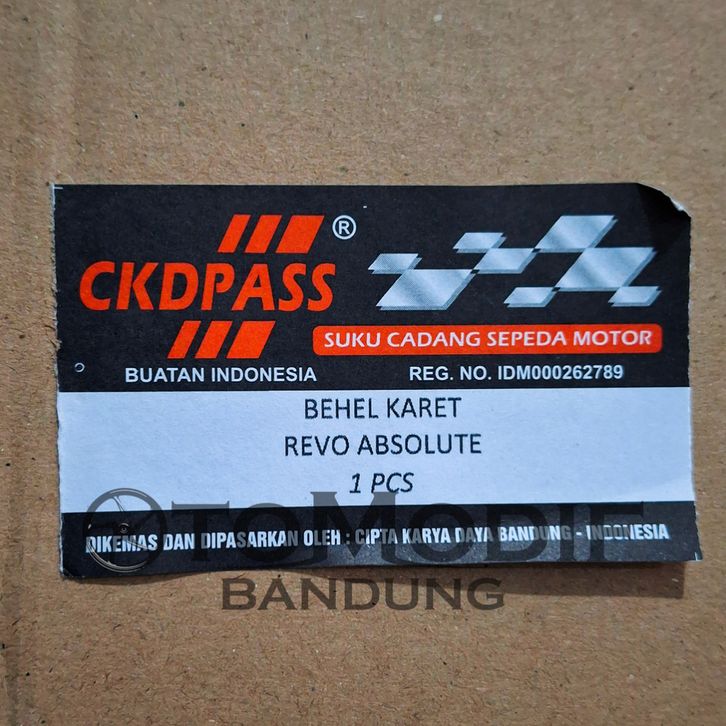 CKDPASS ®
SUKU CADANG SEPEDA MOTOR
BUATAN INDONESIA REG. NO. IDM000262789
BEHEL KARET
REVO ABSOLUTE
1 PCS
OTOMODIF
DIKEMAS DAN DIPASARKAN OLEH : CIPTA KARYA DAYA BANDUNG - INDONESIA
BANDUNG